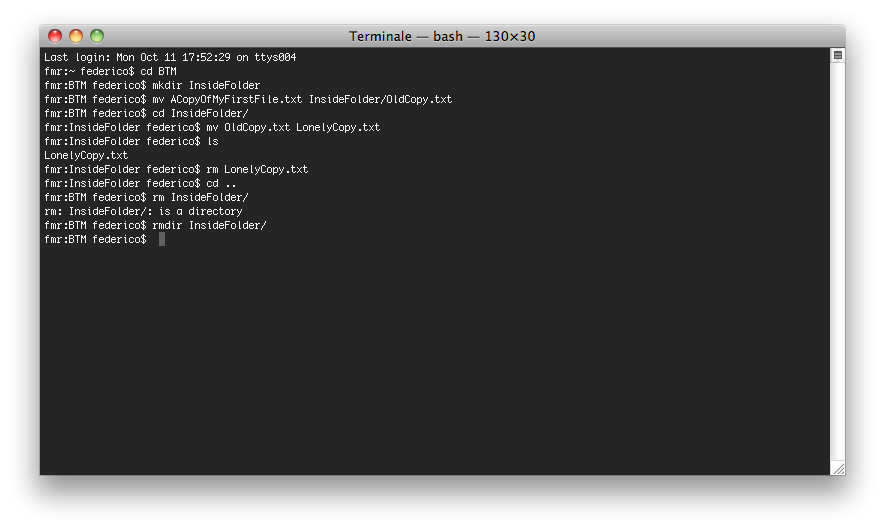 Terminale — bash — 130×30
Last login: Mon Oct 11 17:52:29 on ttys004
fmr:~ federico$ cd BTM
fmr:BTM federico$ mkdir InsideFolder
fmr:BTM federico$ mv ACopyOfMyFirstFile.txt InsideFolder/OldCopy.txt
fmr:BTM federico$ cd InsideFolder/
fmr:InsideFolder federico$ mv OldCopy.txt LonelyCopy.txt
fmr:InsideFolder federico$ ls
LonelyCopy.txt
fmr:InsideFolder federico$ rm LonelyCopy.txt
fmr:InsideFolder federico$ cd ..
fmr:BTM federico$ rm InsideFolder/
rm: InsideFolder/: is a directory
fmr:BTM federico$ rmdir InsideFolder/
fmr:BTM federico$